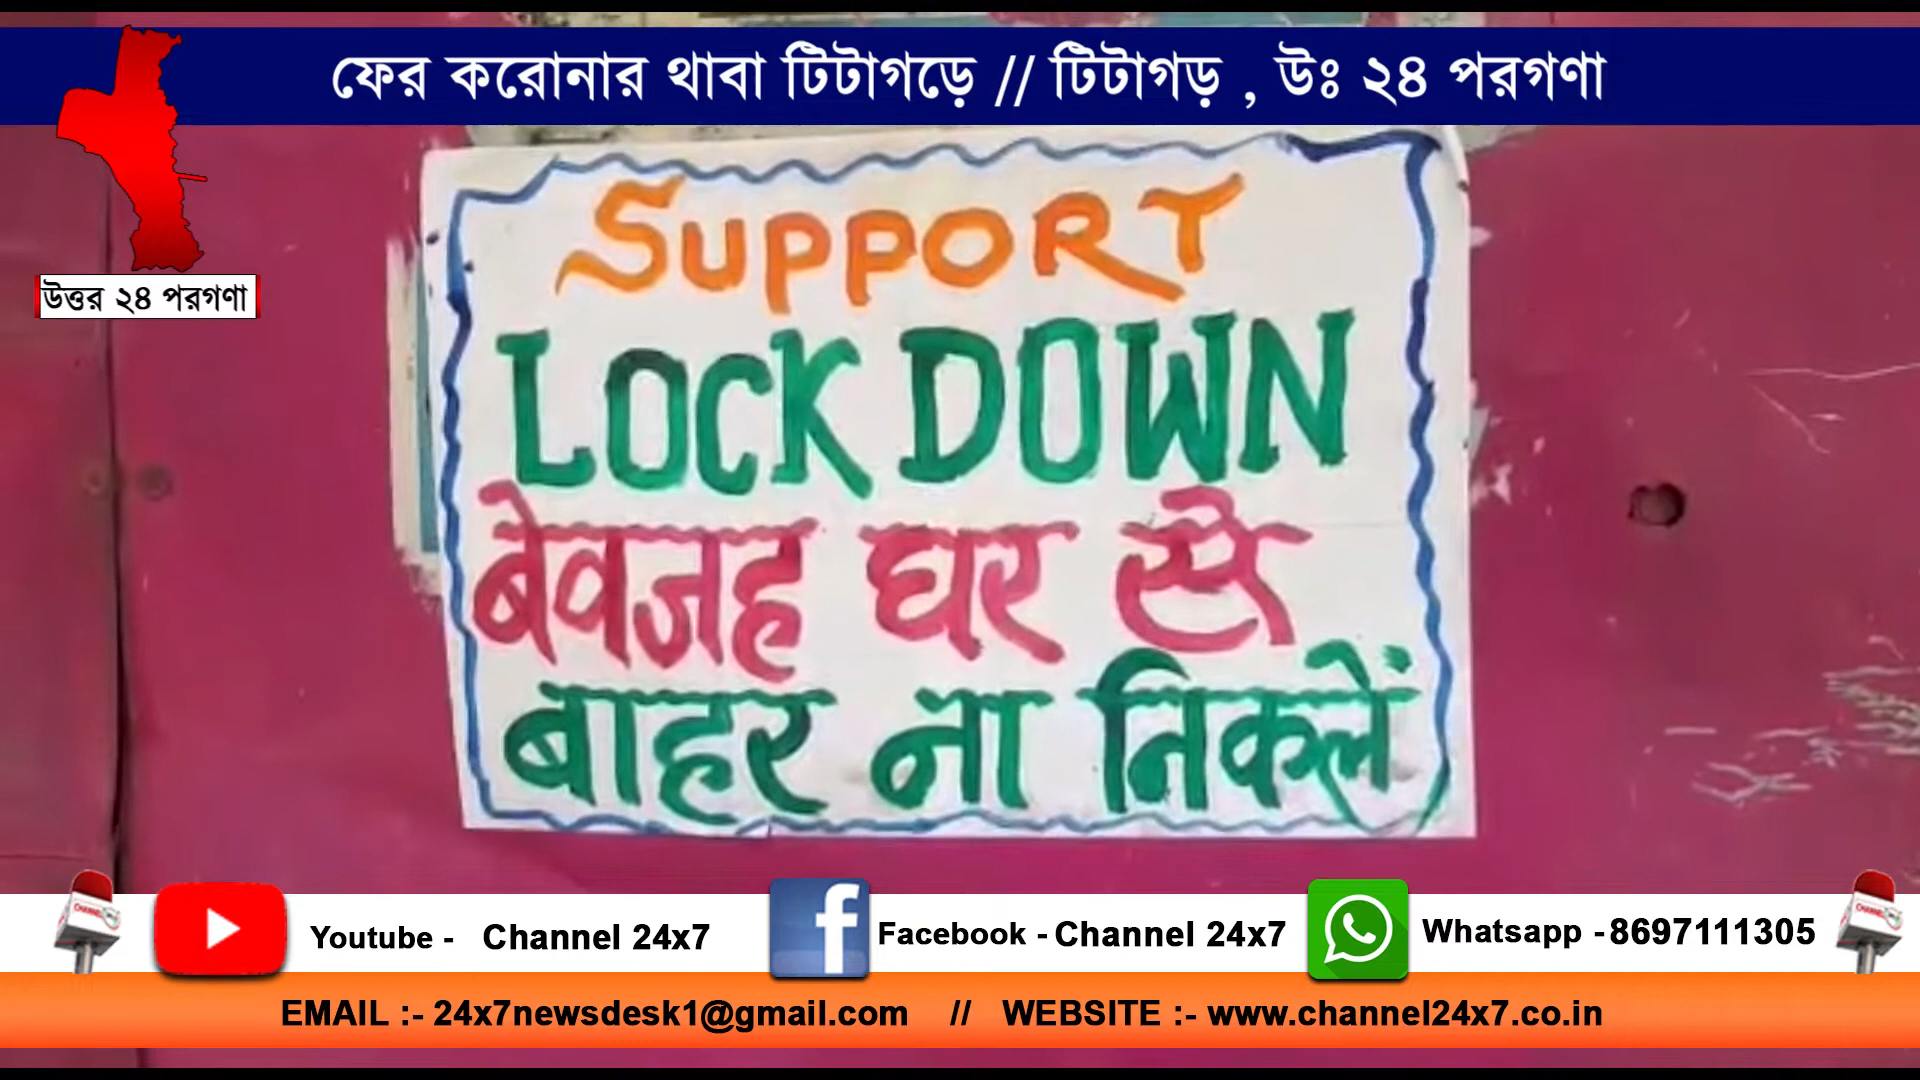 ফের করোনার থাবা টিটাগড়ে // টিটাগড় , উঃ ২৪ পরগণা
উত্তর ২৪ পরগণা
SUPPORT
LOCK DOWN
बेवजह घर से
बाहर ना निकलें
Youtube - Channel 24x7
Facebook - Channel 24x7
Whatsapp - 8697111305
EMAIL :- 24x7newsdesk1@gmail.com // WEBSITE :- www.channel24x7.co.in